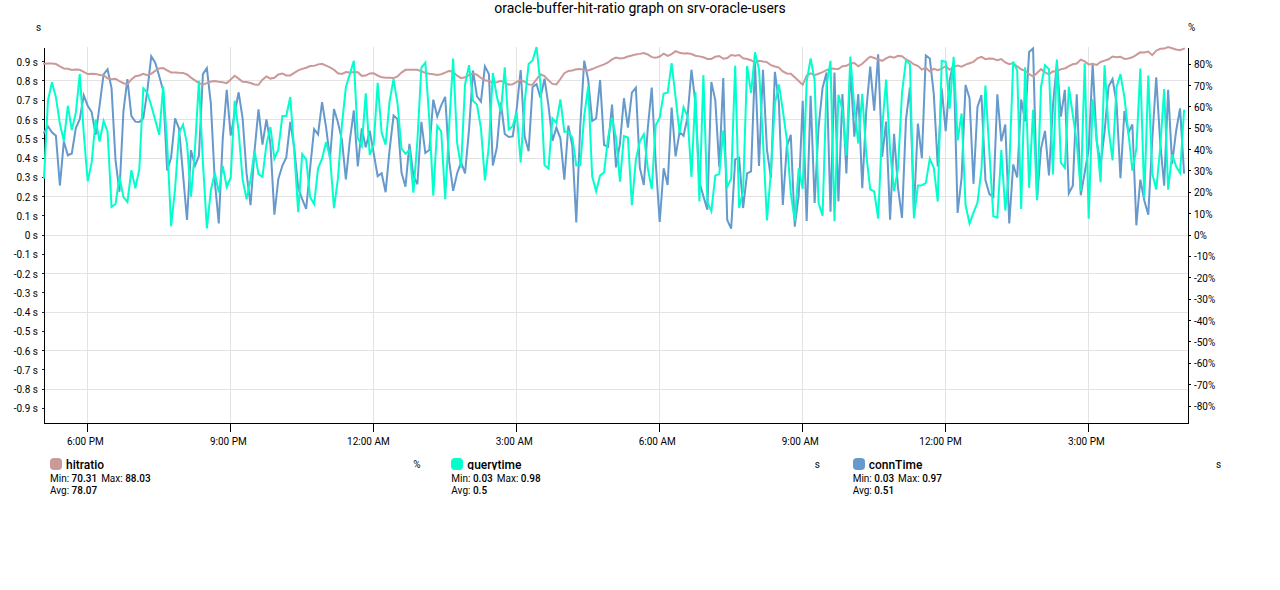 oracle-buffer-hit-ratio graph on srv-oracle-users
s %
0.9 s 80%
0.8 s 70%
0.7 s 60%
0.6 s 50%
0.5 s 40%
0.4 s 30%
0.3 s 20%
0.2 s 10%
0.1 s 0%
0 s -10%
-0.1 s -20%
-0.2 s -30%
-0.3 s -40%
-0.4 s -50%
-0.5 s -60%
-0.6 s -70%
-0.7 s -80%
-0.8 s
-0.9 s
6:00 PM 9:00 PM 12:00 AM 3:00 AM 6:00 AM 9:00 AM 12:00 PM 3:00 PM
hitratio % querytime s connTime s
Min: 70.31 Max: 88.03 Min: 0.03 Max: 0.98 Min: 0.03 Max: 0.97
Avg: 78.07 Avg: 0.5 Avg: 0.51